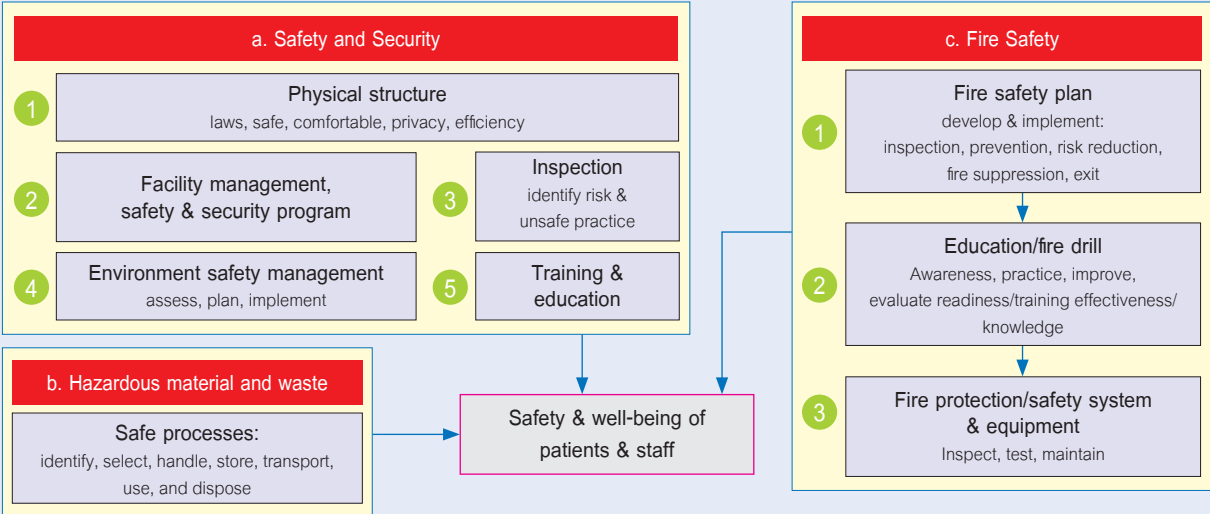 a. Safety and Security
1
Physical structure
laws, safe, comfortable, privacy, efficiency
2
Facility management,
safety & security program
3
Inspection
identify risk &
unsafe practice
4
Environment safety management
assess, plan, implement
5
Training &
education
b. Hazardous material and waste
Safe processes:
identify, select, handle, store, transport,
use, and dispose
Safety & well-being of
patients & staff
c. Fire Safety
1
Fire safety plan
develop & implement:
inspection, prevention, risk reduction,
fire suppression, exit
2
Education/fire drill
Awareness, practice, improve,
evaluate readiness/training effectiveness/
knowledge
3
Fire protection/safety system
& equipment
Inspect, test, maintain